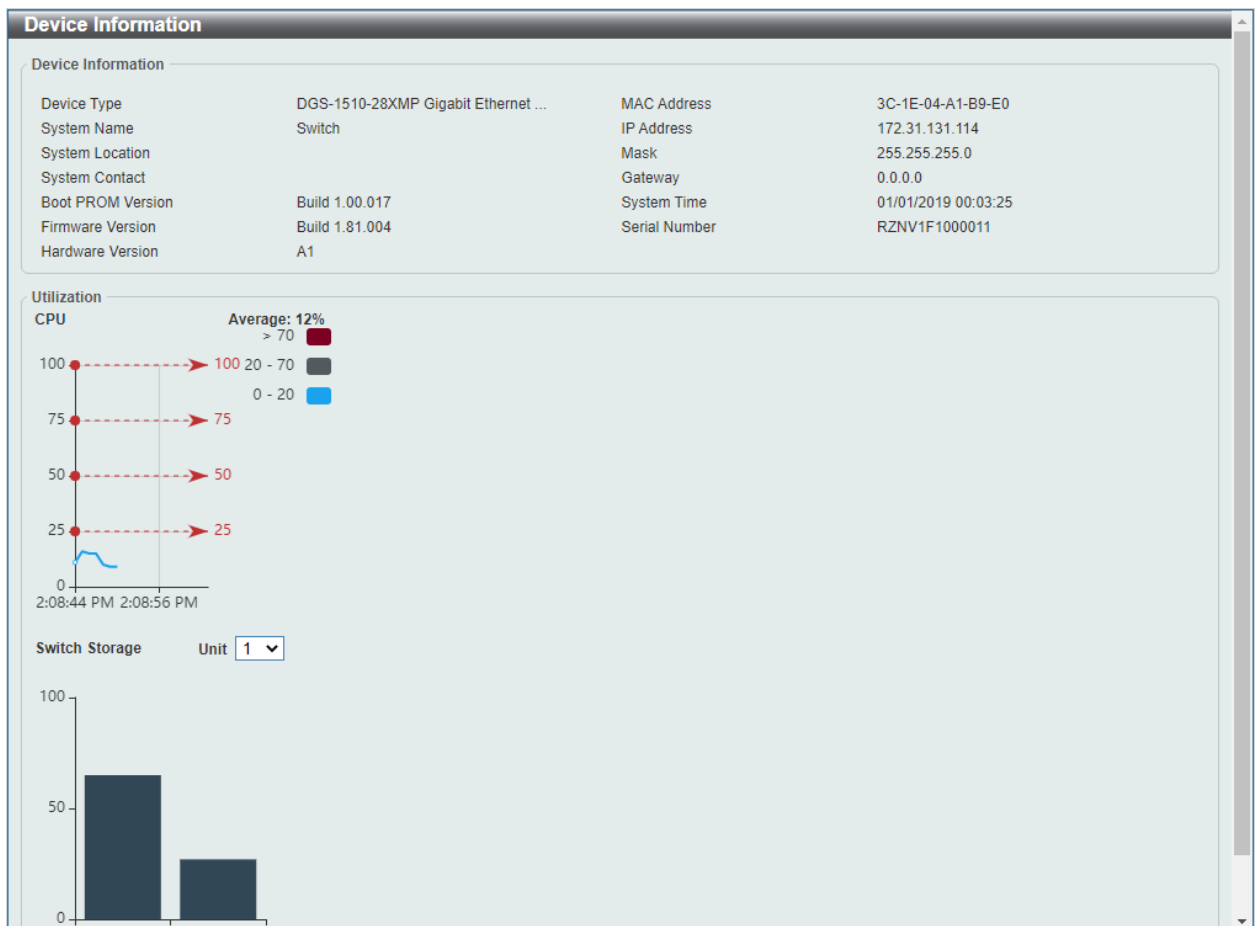 Device Information
Device Information
Device Type DGS-1510-28XMP Gigabit Ethernet ... MAC Address 3C-1E-04-A1-B9-E0
System Name Switch IP Address 172.31.131.114
System Location Mask 255.255.255.0
System Contact Gateway 0.0.0.0
Boot PROM Version Build 1.00.017 System Time 01/01/2019 00:03:25
Firmware Version Build 1.81.004 Serial Number RZNV1F1000011
Hardware Version A1
Utilization
CPU Average: 12%
> 70
100 100 20 - 70
0 - 20
75 75
50 50
25 25
0
2:08:44 PM 2:08:56 PM
Switch Storage Unit 1
100
50
0